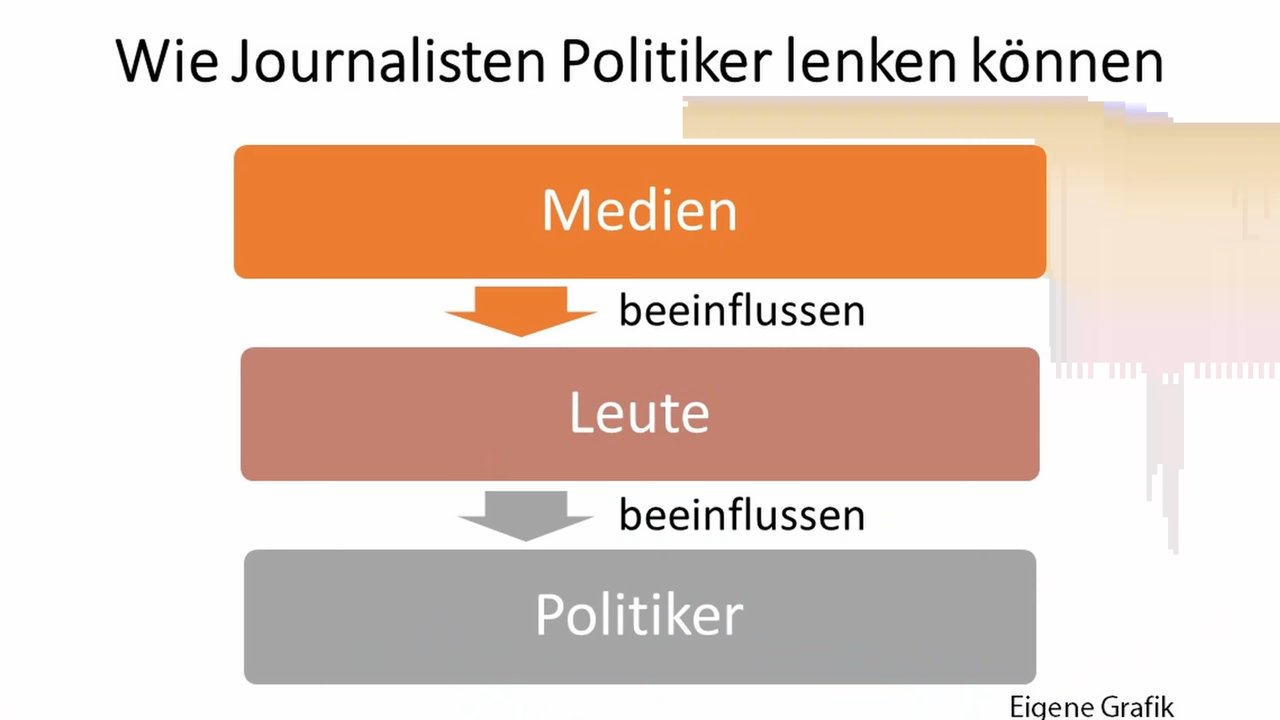 Wie Journalisten Politiker lenken können
Medien
beeinflussen
Leute
beeinflussen
Politiker
Eigene Grafik